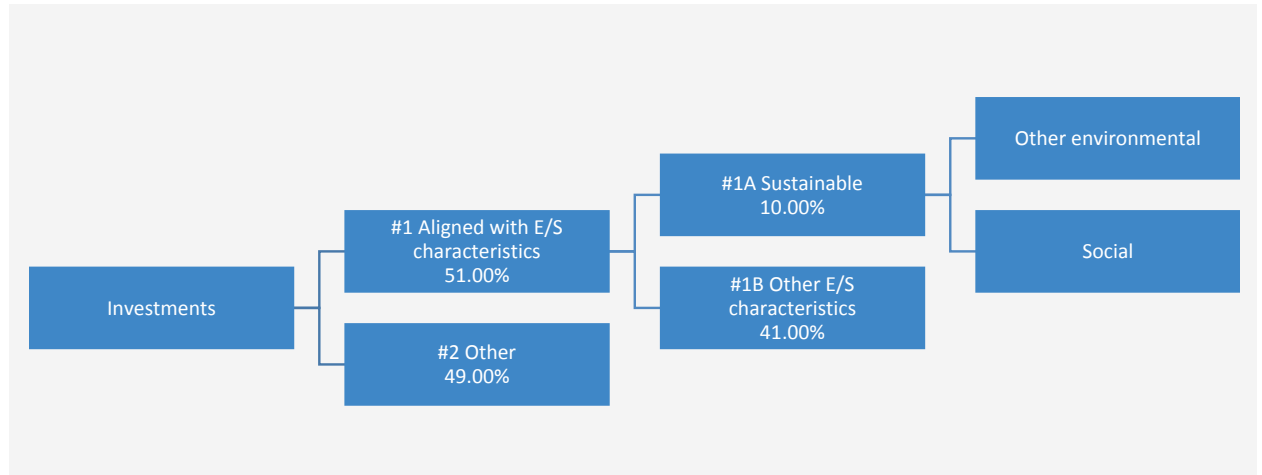 Investments
#1 Aligned with E/S
characteristics
51.00%
#2 Other
49.00%
#1A Sustainable
10.00%
#1B Other E/S
characteristics
41.00%
Other environmental
Social